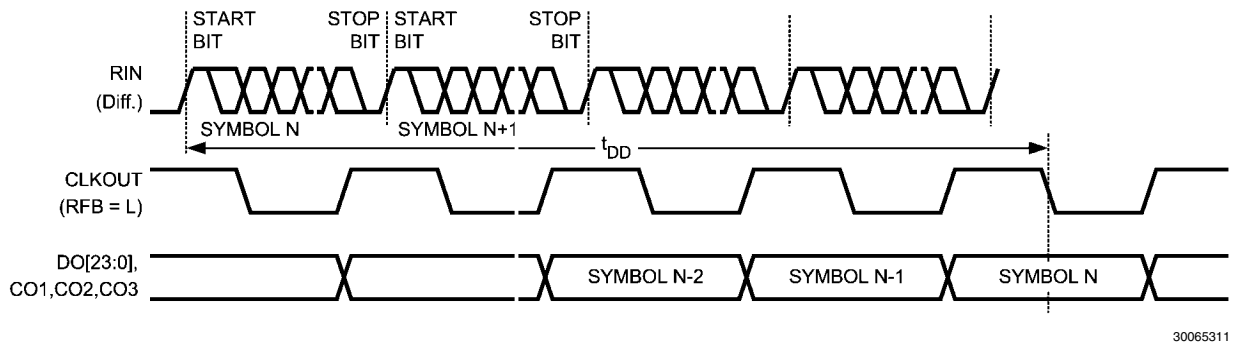 START BIT
STOP BIT
START BIT
STOP BIT
RIN
(Diff.)
SYMBOL N
SYMBOL N+1
tDD
CLKOUT
(RFB = L)
DO[23:0],
CO1,CO2,CO3
SYMBOL N-2
SYMBOL N-1
SYMBOL N
30065311